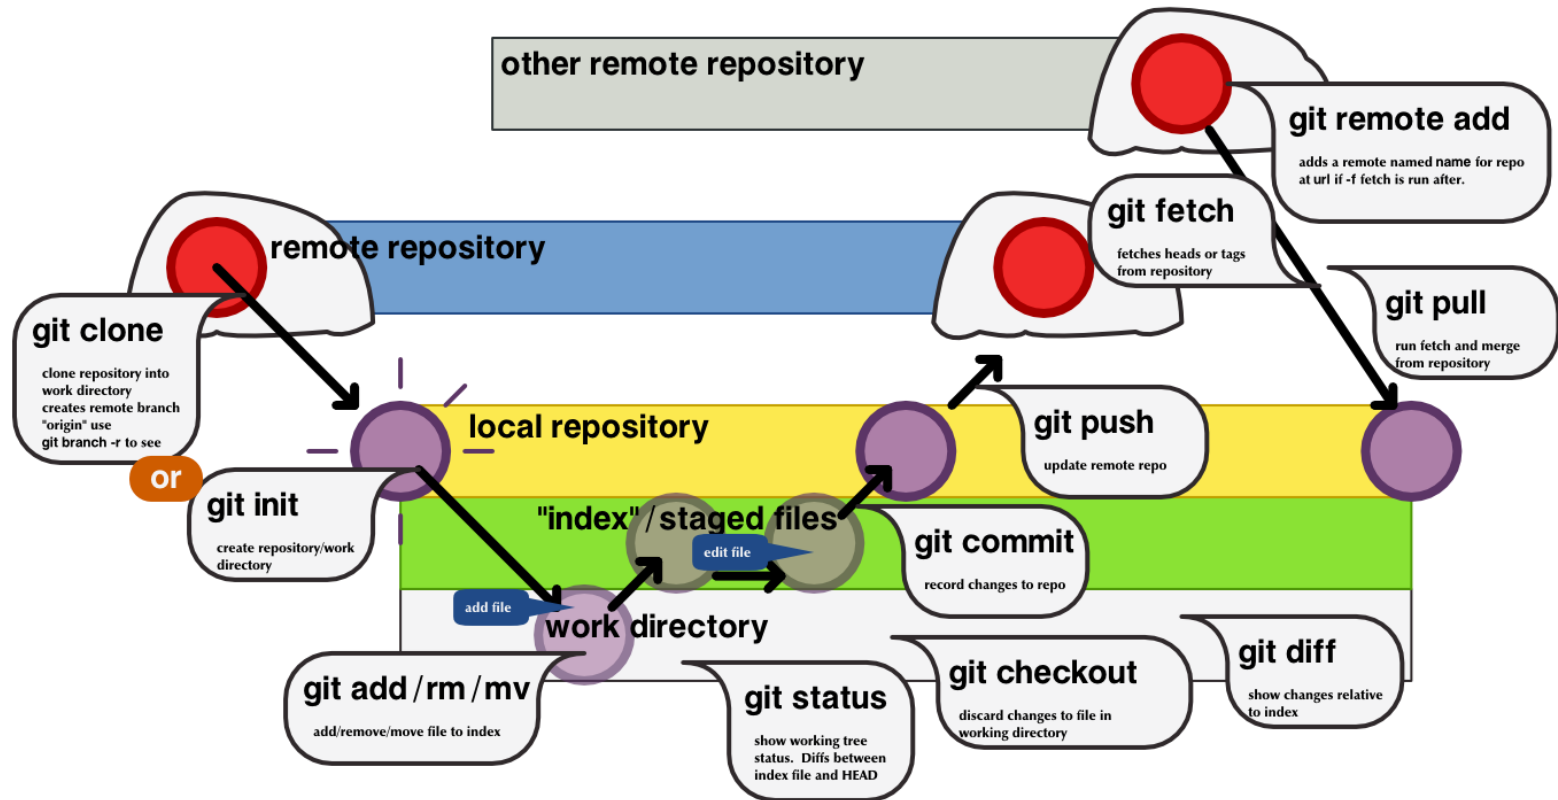 other remote repository
git remote add
adds a remote named name for repo
at url if -f fetch is run after.
git fetch
fetches heads or tags
from repository
remote repository
git pull
run fetch and merge
from repository
git clone
clone repository into
work directory
creates remote branch
"origin" use
git branch -r to see
or
git init
create repository/work
directory
local repository
git push
update remote repo
"index"/staged files
edit file
git commit
record changes to repo
add file
work directory
git add/rm/mv
add/remove/move file to index
git status
show working tree
status. Diffs between
index file and HEAD
git checkout
discard changes to file in
working directory
git diff
show changes relative
to index